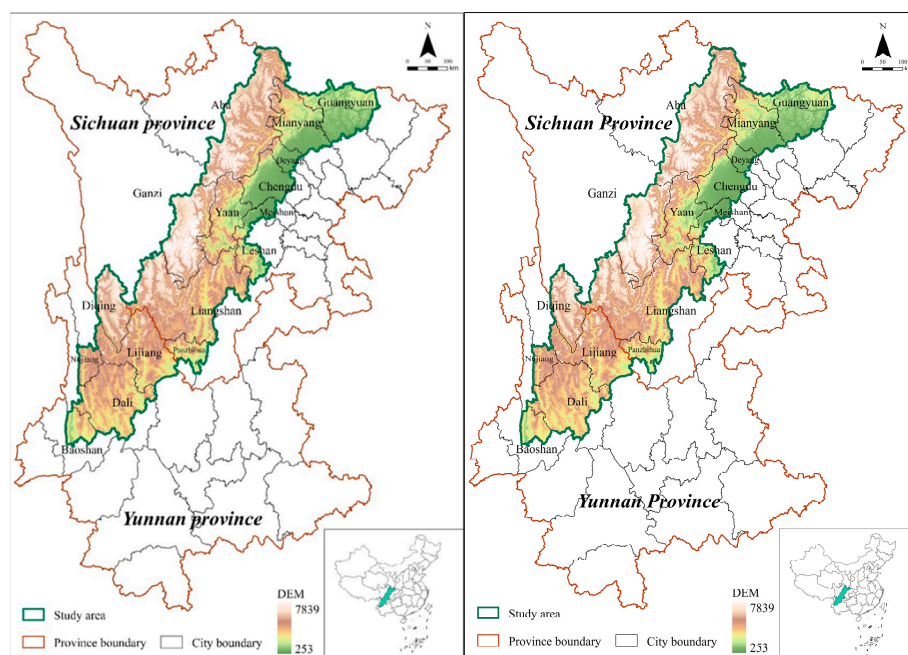 N
0 50 100
km
Aba
Guangyuan
Sichuan province
Mianyang
Deyang
Ganzi
Chengdu
Yaan
Meishan
Leshan
Diqing
Liangshan
Nujiang
Lijiang
Panzhihua
Dali
Baoshan
Yunnan province
DEM
7839
253
Study area
Province boundary
City boundary
N
0 50 100
km
Aba
Guangyuan
Sichuan Province
Mianyang
Deyang
Ganzi
Chengdu
Yaan
Meishan
Leshan
Diqing
Liangshan
Nujiang
Lijiang
Panzhihua
Dali
Baoshan
Yunnan Province
DEM
7839
253
Study area
Province boundary
City boundary